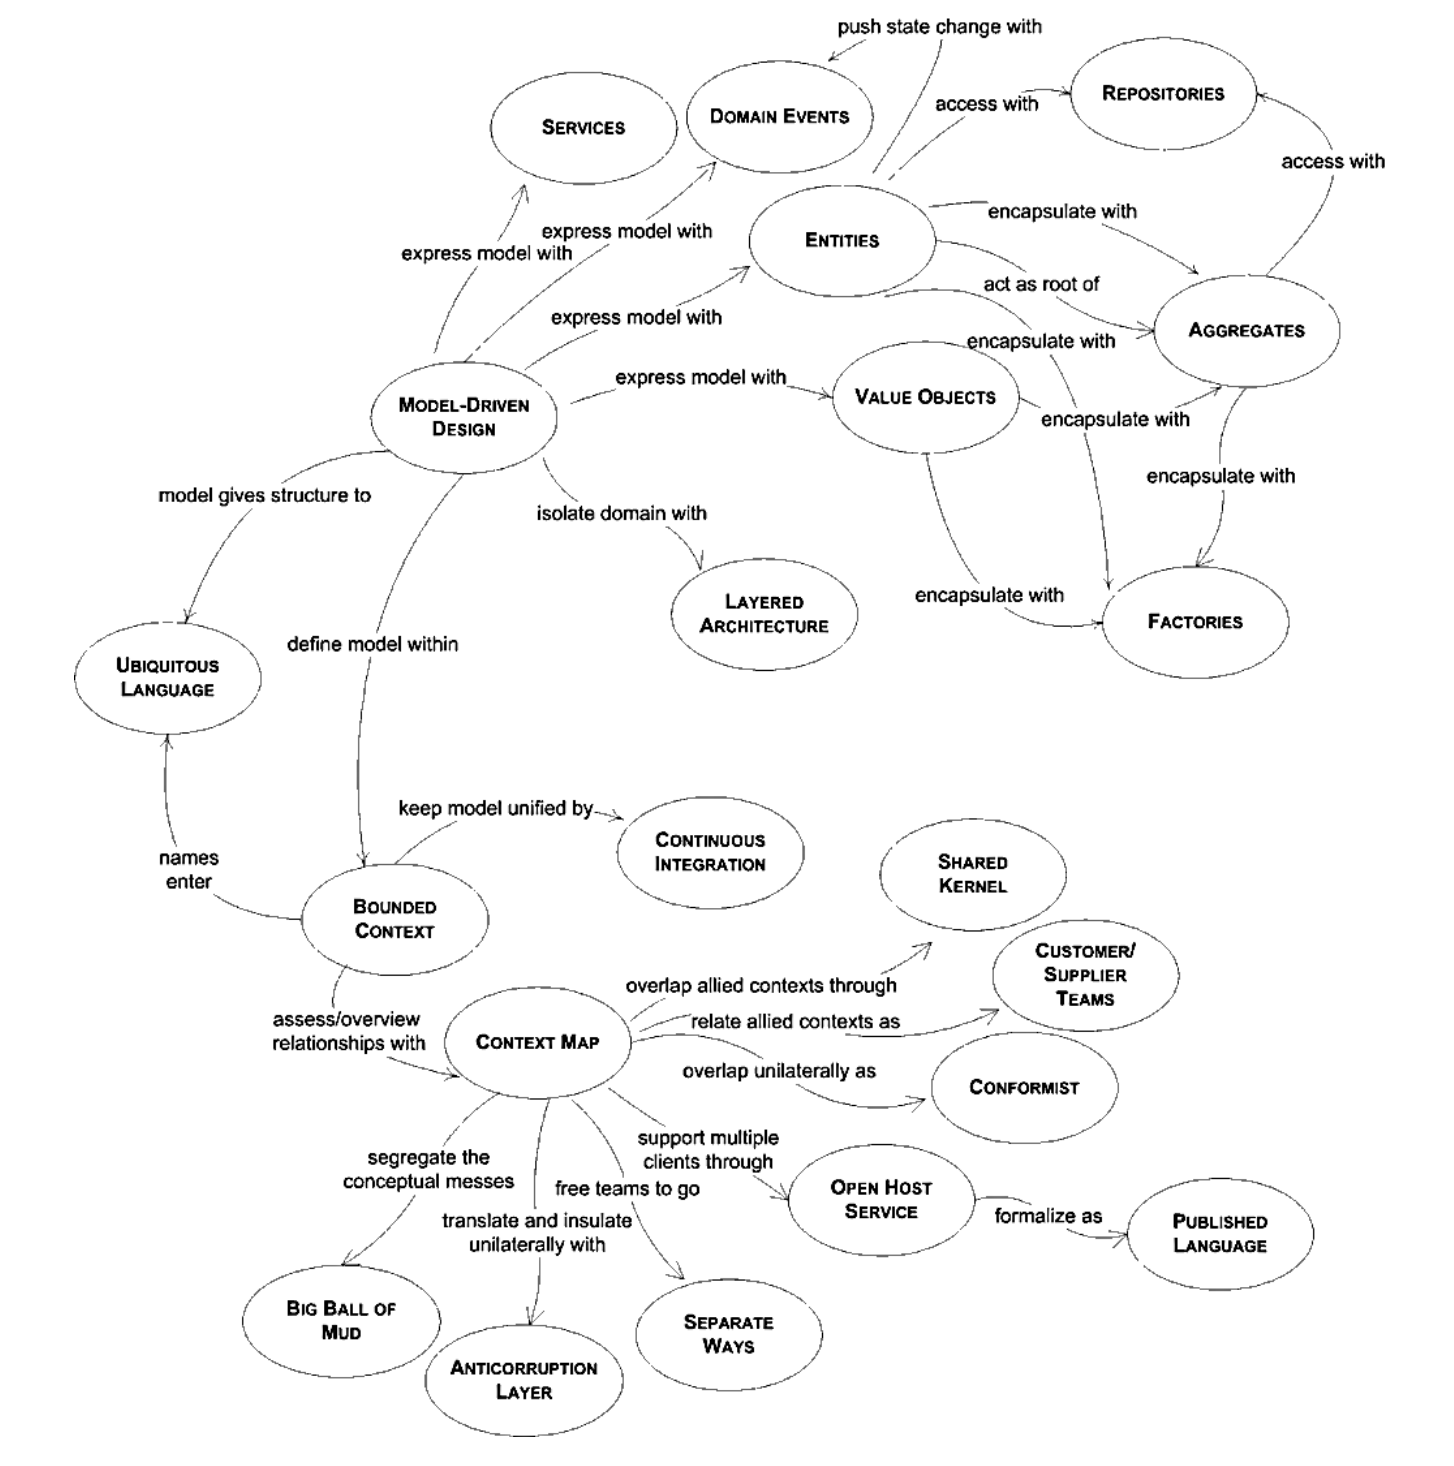 push state change with
SERVICES
DOMAIN EVENTS
access with
REPOSITORIES
access with
express model with
express model with
ENTITIES
encapsulate with
act as root of
express model with
encapsulate with
AGGREGATES
MODEL-DRIVEN
DESIGN
express model with
VALUE OBJECTS
encapsulate with
encapsulate with
model gives structure to
isolate domain with
encapsulate with
LAYERED
ARCHITECTURE
FACTORIES
define model within
UBIQUITOUS
LANGUAGE
keep model unified by
CONTINUOUS
INTEGRATION
names
enter
BOUNDED
CONTEXT
SHARED
KERNEL
CUSTOMER/
SUPPLIER
TEAMS
overlap allied contexts through
assess/overview
relationships with
CONTEXT MAP
relate allied contexts as
overlap unilaterally as
CONFORMIST
support multiple
clients through
segregate the
conceptual messes
free teams to go
translate and insulate
unilaterally with
OPEN HOST
SERVICE
formalize as
PUBLISHED
LANGUAGE
BIG BALL OF
MUD
ANTICORRUPTION
LAYER
SEPARATE
WAYS